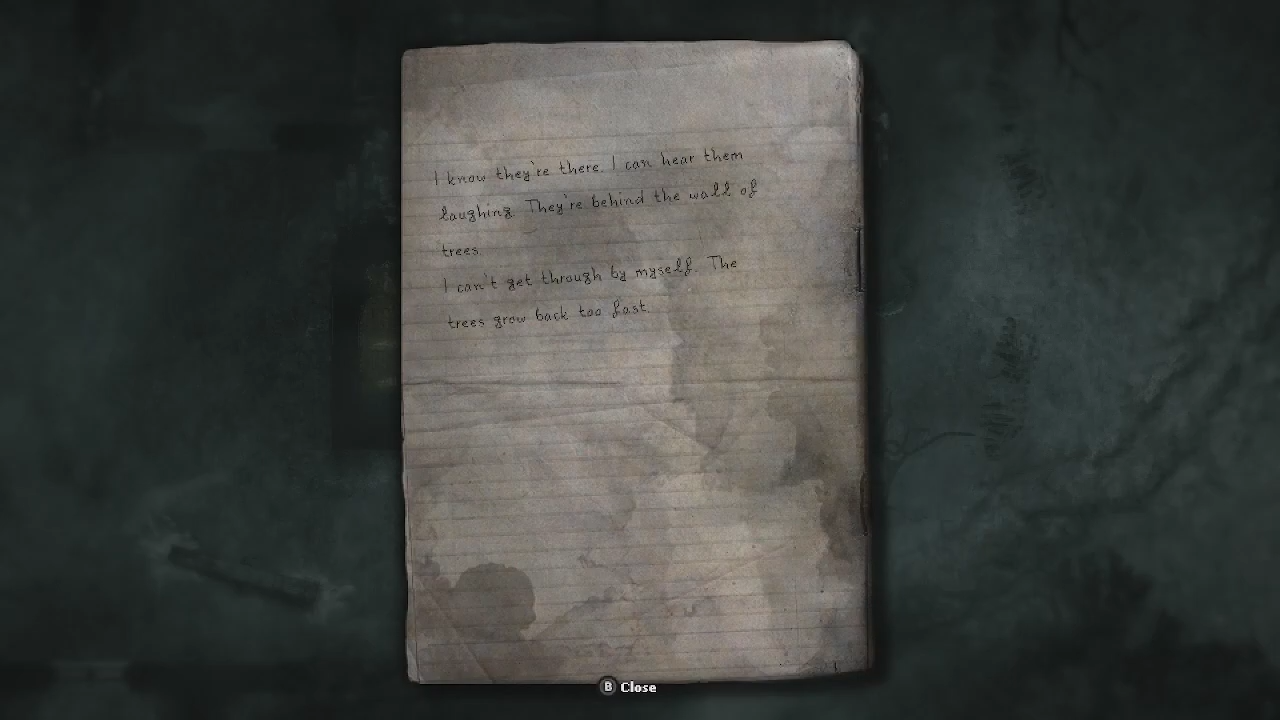 I know they're there. I can hear them
laughing. They're behind the wall of
trees.
I can't get through by myself. The
trees grow back too fast.
B Close